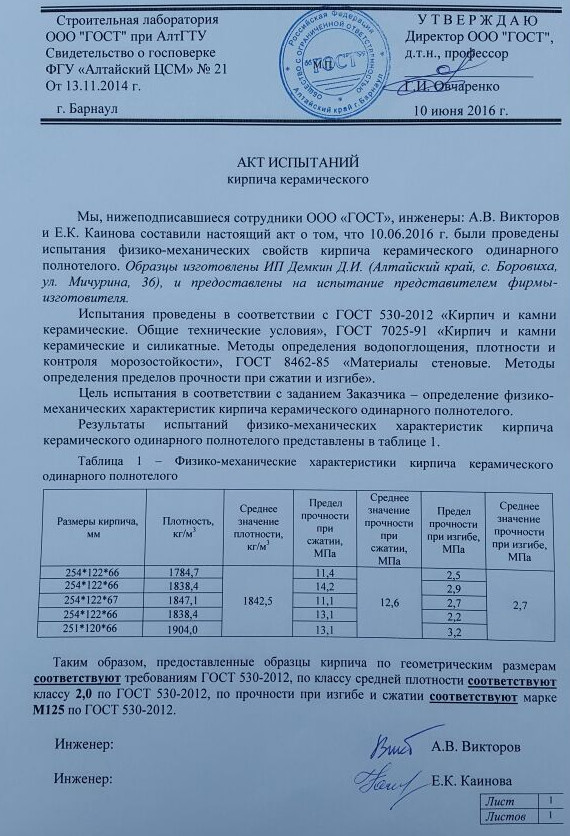 Строительная лаборатория
ООО "ГОСТ" при АлтГТУ
Свидетельство о госповерке
ФГУ «Алтайский ЦСМ» № 21
От 13.11.2014 г.
г. Барнаул
Российская Федерация
ОБЩЕСТВО С ОГРАНИЧЕННОЙ ОТВЕТСТВЕННОСТЬЮ
"ГОСТ"
М.П.
Алтайский край г. Барнаул
У Т В Е Р Ж Д А Ю
Директор ООО "ГОСТ",
д.т.н., профессор
Г.И. Овчаренко
10 июня 2016 г.
АКТ ИСПЫТАНИЙ
кирпича керамического
Мы, нижеподписавшиеся сотрудники ООО «ГОСТ», инженеры: А.В. Викторов
и Е.К. Каинова составили настоящий акт о том, что 10.06.2016 г. были проведены
испытания физико-механических свойств кирпича керамического одинарного
полнотелого. Образцы изготовлены ИП Демкин Д.И. (Алтайский край, с. Боровиха,
ул. Мичурина, 36), и предоставлены на испытание представителем фирмы-
изготовителя.
Испытания проведены в соответствии с ГОСТ 530-2012 «Кирпич и камни
керамические. Общие технические условия», ГОСТ 7025-91 «Кирпич и камни
керамические и силикатные. Методы определения водопоглощения, плотности и
контроля морозостойкости», ГОСТ 8462-85 «Материалы стеновые. Методы
определения пределов прочности при сжатии и изгибе».
Цель испытания в соответствии с заданием Заказчика – определение физико-
механических характеристик кирпича керамического одинарного полнотелого.
Результаты испытаний физико-механических характеристик кирпича
керамического одинарного полнотелого представлены в таблице 1.
Таблица 1 – Физико-механические характеристики кирпича керамического
одинарного полнотелого
Размеры кирпича, мм
Плотность, кг/м³
Среднее значение плотности, кг/м³
Предел прочности при сжатии, МПа
Среднее значение прочности при сжатии, МПа
Предел прочности при изгибе, МПа
Среднее значение прочности при изгибе, МПа
254*122*66 1784,7 11,4 2,5
254*122*66 1838,4 14,2 2,9
254*122*67 1847,1 1842,5 11,1 12,6 2,7 2,7
254*122*66 1838,4 13,1 2,2
251*120*66 1904,0 13,1 3,2
Таким образом, предоставленные образцы кирпича по геометрическим размерам
соответствуют требованиям ГОСТ 530-2012, по классу средней плотности соответствуют
классу 2,0 по ГОСТ 530-2012, по прочности при изгибе и сжатии соответствуют марке
М125 по ГОСТ 530-2012.
Инженер: А.В. Викторов
Инженер: Е.К. Каинова
Лист 1
Листов 1